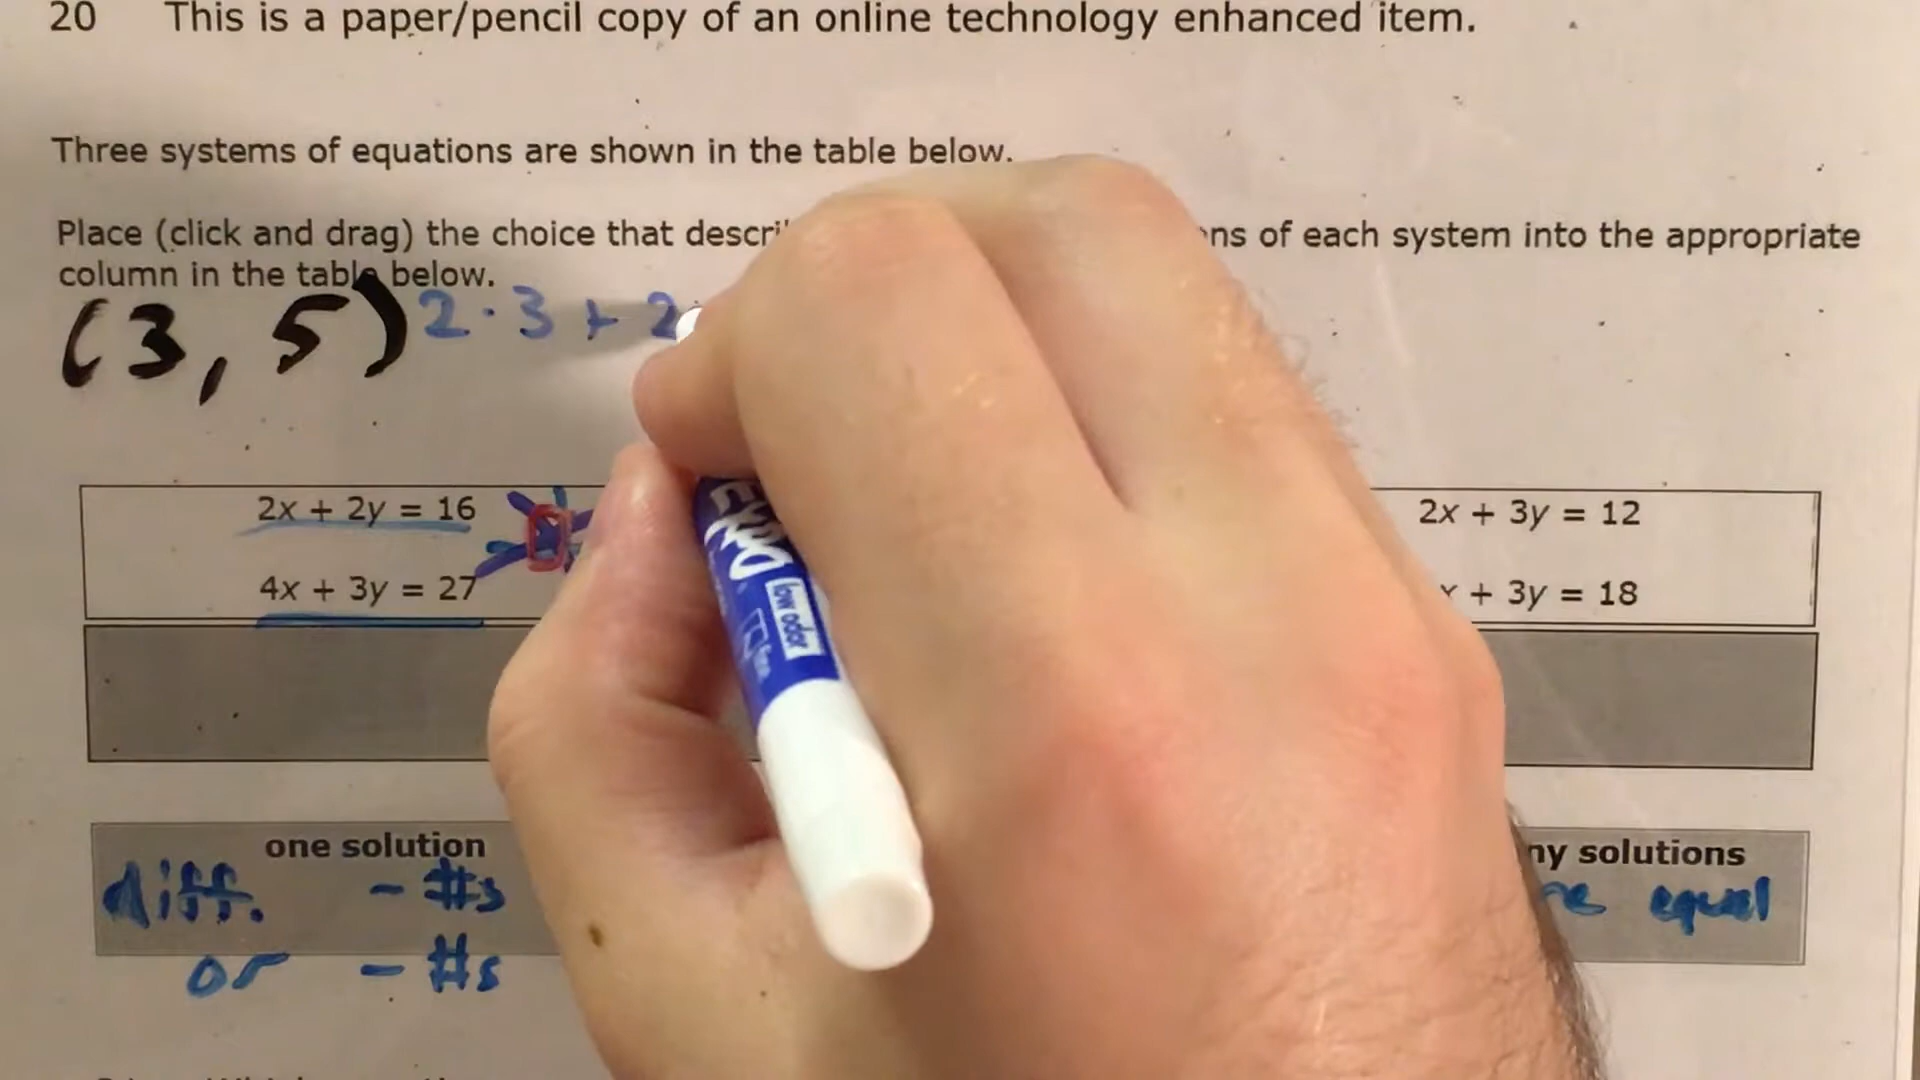 20 This is a paper/pencil copy of an online technology enhanced item.
Three systems of equations are shown in the table below.
Place (click and drag) the choice that of each system into the appropriate
column in the table below.
(3, 5) 2 · 3 + 2
2x + 2y = 16
4x + 3y = 27
2x + 3y = 12
+ 3y = 18
EXPO
low odor
fine
one solution
solutions
diff. - #s
equal
or - #s